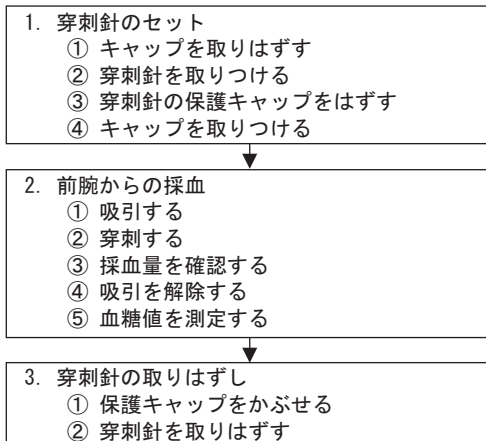 1. 穿刺針のセット
① キャップを取りはずす
② 穿刺針を取りつける
③ 穿刺針の保護キャップをはずす
④ キャップを取りつける
2. 前腕からの採血
① 吸引する
② 穿刺する
③ 採血量を確認する
④ 吸引を解除する
⑤ 血糖値を測定する
3. 穿刺針の取りはずし
① 保護キャップをかぶせる
② 穿刺針を取りはずす